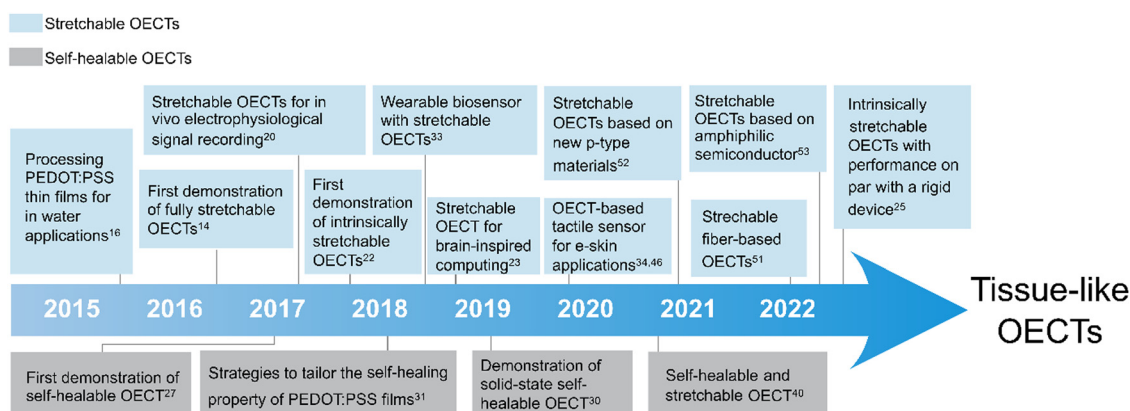 Stretchable OECTs
Self-healable OECTs
Processing
PEDOT:PSS
thin films for
in water
applications16
Stretchable OECTs for in
vivo electrophysiological
signal recording20
First demonstration
of fully stretchable
OECTs14
First
demonstration
of intrinsically
stretchable
OECTs22
Wearable biosensor
with stretchable
OECTs33
Stretchable
OECT for
brain-inspired
computing23
Stretchable
OECTs based on
new p-type
materials52
OECT-based
tactile sensor
for e-skin
applications34,46
Stretchable
OECTs based on
amphiphilic
semiconductor53
Strechable
fiber-based
OECTs51
Intrinsically
stretchable
OECTs with
performance on
par with a rigid
device25
2015 2016 2017 2018 2019 2020 2021 2022
Tissue-like
OECTs
First demonstration of
self-healable OECT27
Strategies to tailor the self-healing
property of PEDOT:PSS films31
Demonstration of
solid-state self-
healable OECT30
Self-healable and
stretchable OECT40